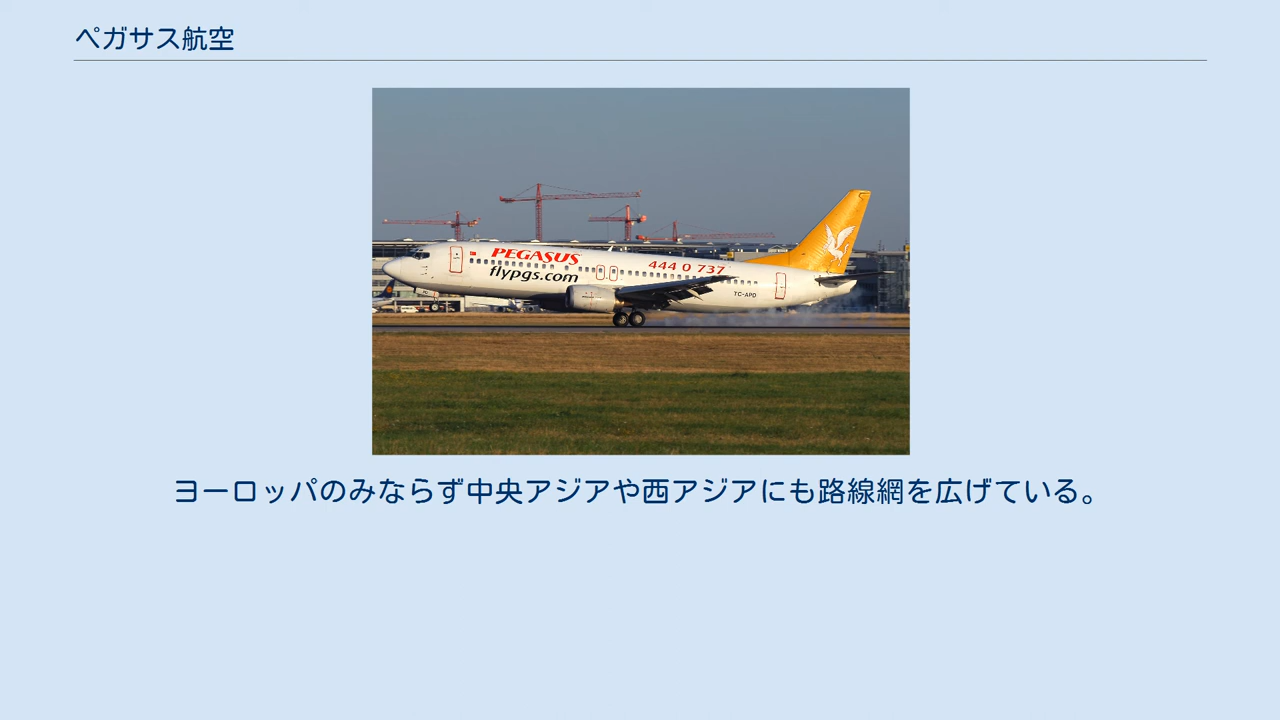 ペガサス航空
PEGASUS
flypgs.com
444 0 737
TC-APD
ヨーロッパのみならず中央アジアや西アジアにも路線網を広げている。